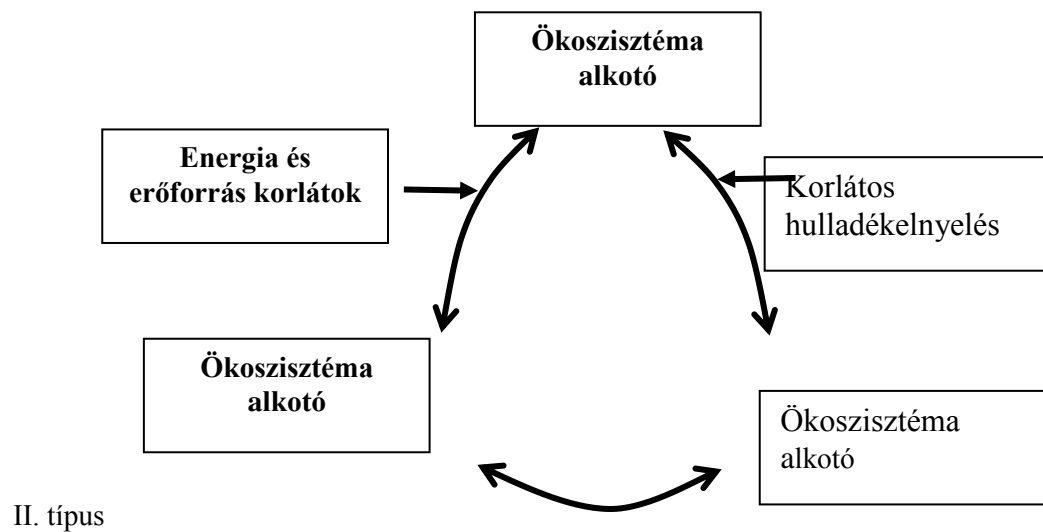 Ökoszisztéma
alkotó
Energia és
erőforrás korlátok
Korlátos
hulladékelnyelés
Ökoszisztéma
alkotó
Ökoszisztéma
alkotó
II. típus